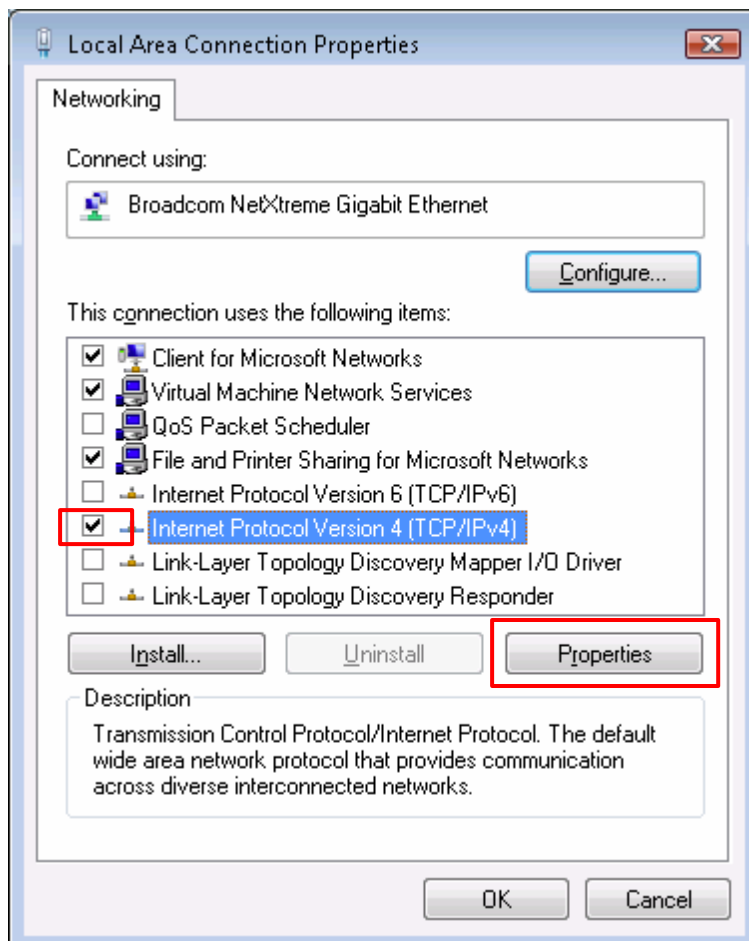 Local Area Connection Properties
Networking
Connect using:
Broadcom NetXtreme Gigabit Ethernet
Configure...
This connection uses the following items:
Client for Microsoft Networks
Virtual Machine Network Services
QoS Packet Scheduler
File and Printer Sharing for Microsoft Networks
Internet Protocol Version 6 (TCP/IPv6)
Internet Protocol Version 4 (TCP/IPv4)
Link-Layer Topology Discovery Mapper I/O Driver
Link-Layer Topology Discovery Responder
Install... Uninstall Properties
Description
Transmission Control Protocol/Internet Protocol. The default
wide area network protocol that provides communication
across diverse interconnected networks.
OK Cancel